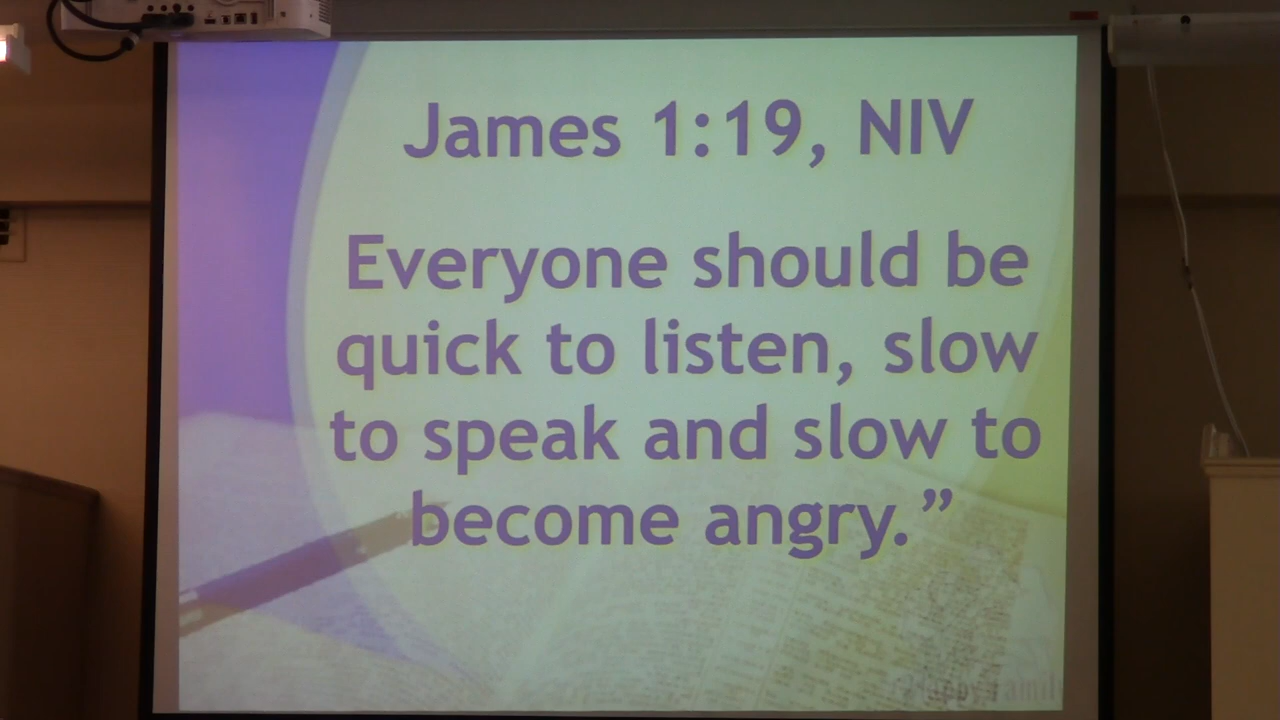 James 1:19, NIV
Everyone should be
quick to listen, slow
to speak and slow to
become angry.”